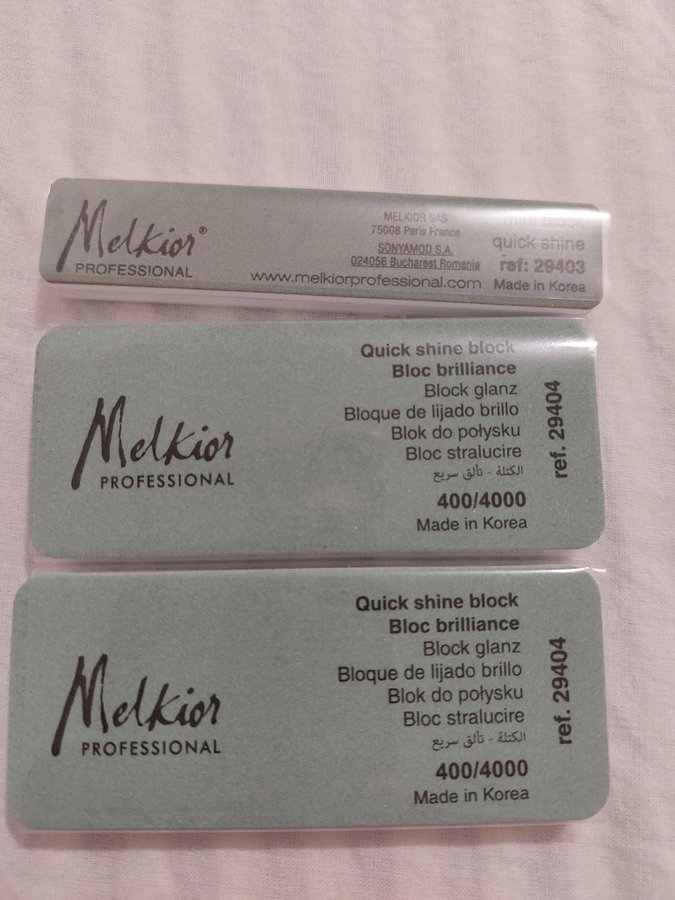 Melkior®
PROFESSIONAL
MELKIOR SAS
75008 Paris France
SONYAMOD S.A.
024056 Bucharest Romania
www.melkiorprofessional.com
mini block
quick shine
ref: 29403
Made in Korea
Melkior
PROFESSIONAL
Quick shine block
Bloc brilliance
Block glanz
Bloque de lijado brillo
Blok do połysku
Bloc stralucire
الكتلة - تألق سريع
400/4000
Made in Korea
ref. 29404
Melkior
PROFESSIONAL
Quick shine block
Bloc brilliance
Block glanz
Bloque de lijado brillo
Blok do połysku
Bloc stralucire
الكتلة - تألق سريع
400/4000
Made in Korea
ref. 29404